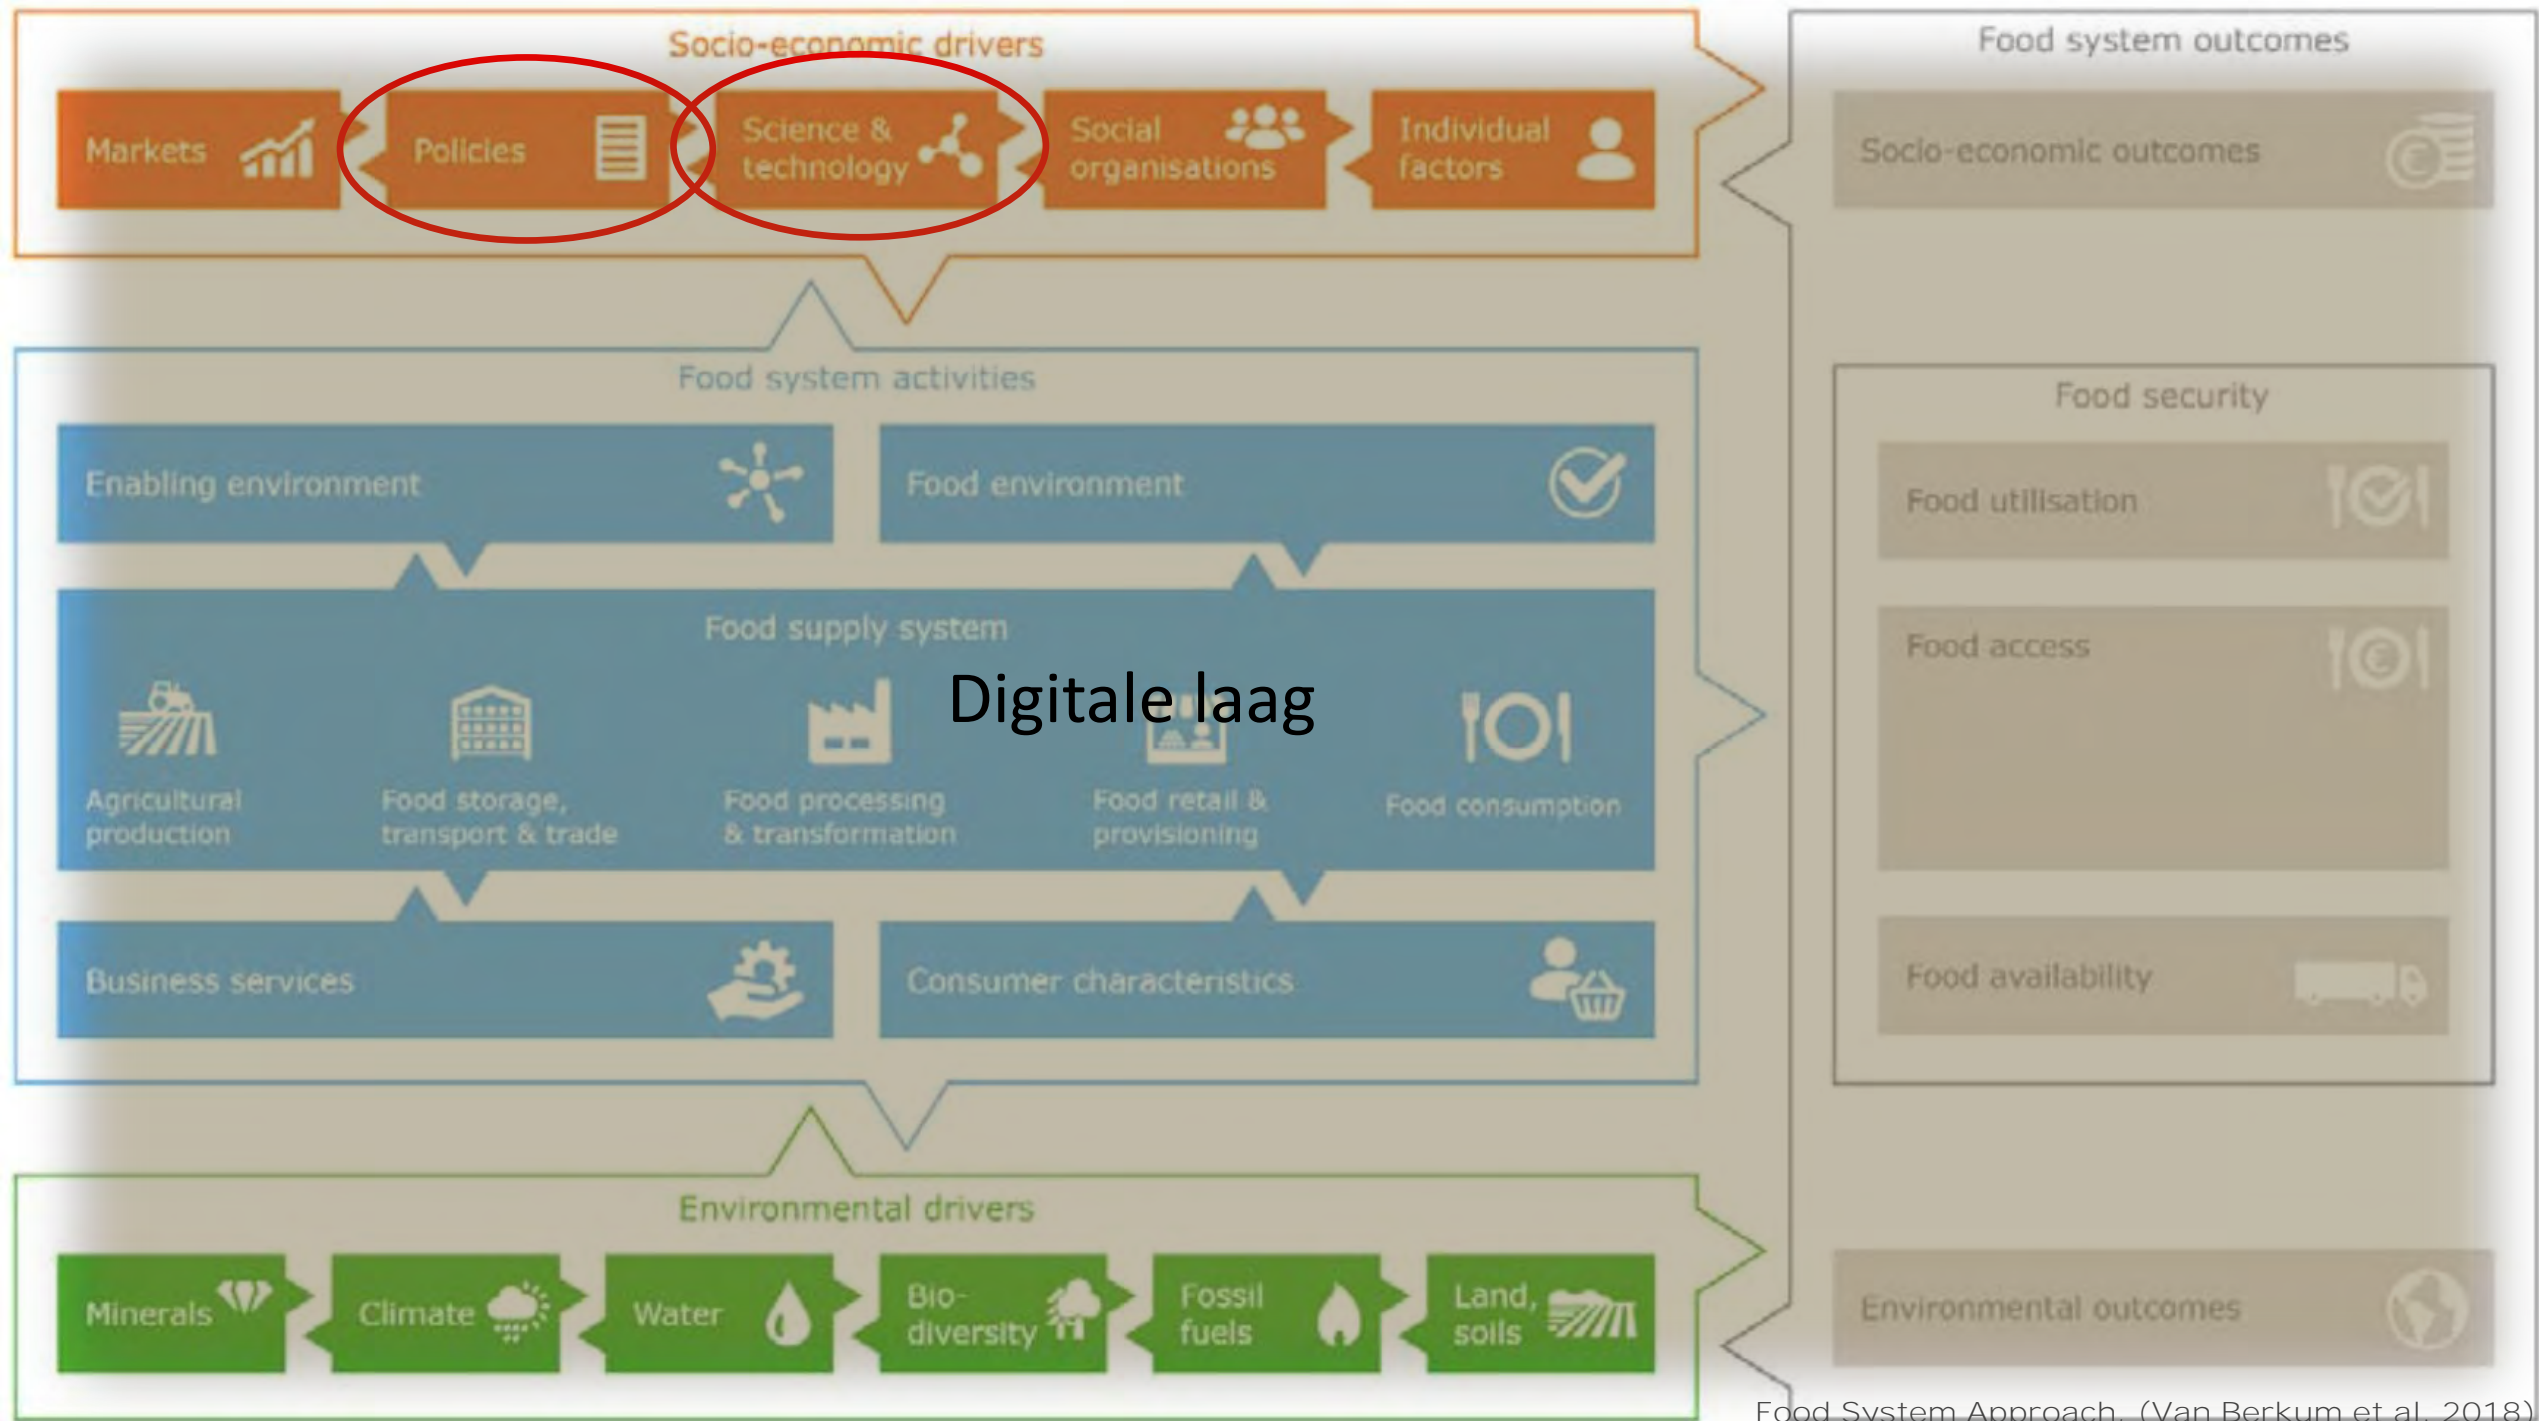 Socio-economic drivers
Markets
Policies
Science &
technology
Social
organisations
Individual
factors
Food system activities
Enabling environment
Food environment
Food supply system
Digitale laag
Agricultural
production
Food storage,
transport & trade
Food processing
& transformation
Food retail &
provisioning
Food consumption
Business services
Consumer characteristics
Environmental drivers
Minerals
Climate
Water
Bio-
diversity
Fossil
fuels
Land,
soils
Food system outcomes
Socio-economic outcomes
Food security
Food utilisation
Food access
Food availability
Environmental outcomes
Food System Approach, (Van Berkum et al, 2018)